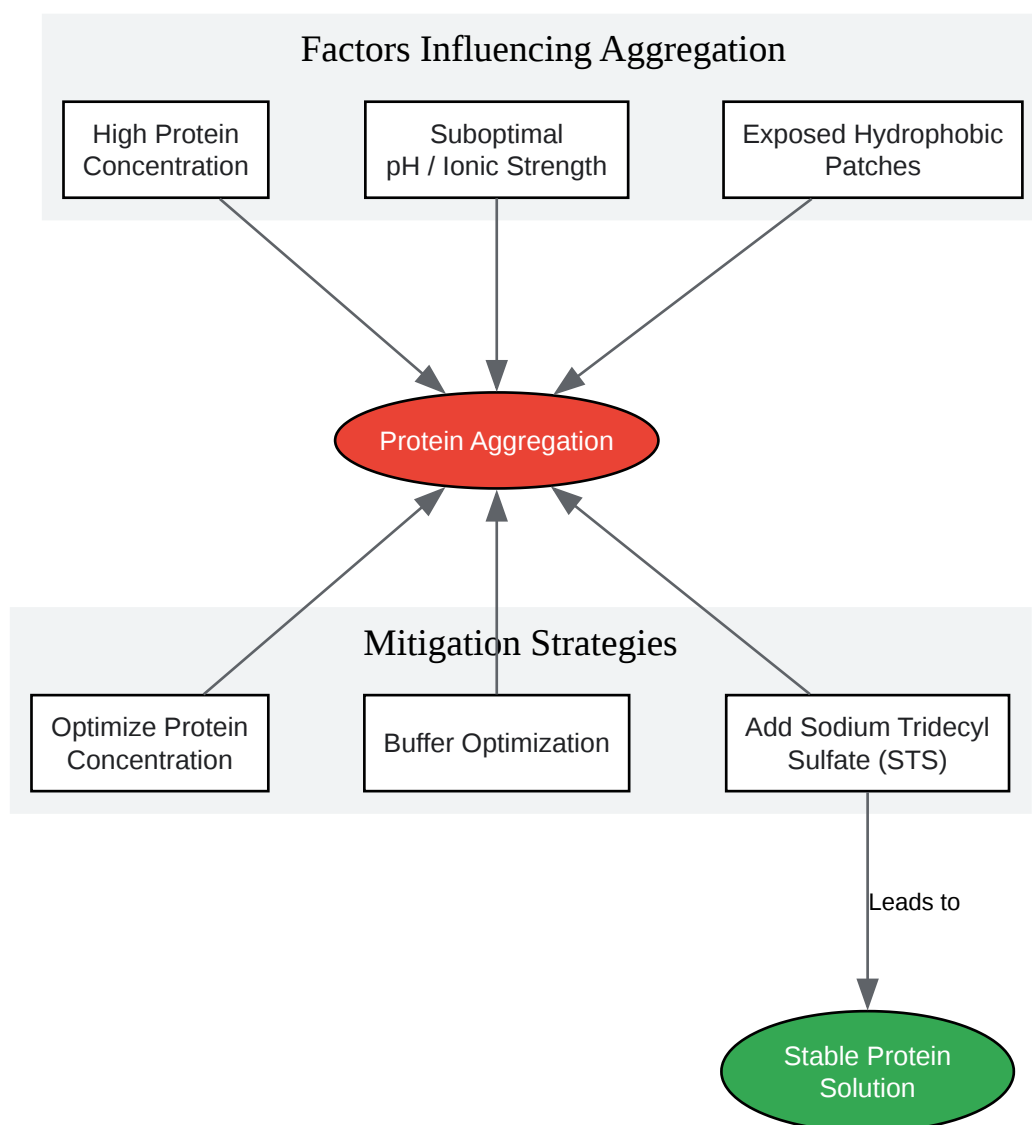 Factors Influencing Aggregation
High Protein
Concentration
Suboptimal
pH / Ionic Strength
Exposed Hydrophobic
Patches
Protein Aggregation
Mitigation Strategies
Optimize Protein
Concentration
Buffer Optimization
Add Sodium Tridecyl
Sulfate (STS)
Leads to
Stable Protein
Solution